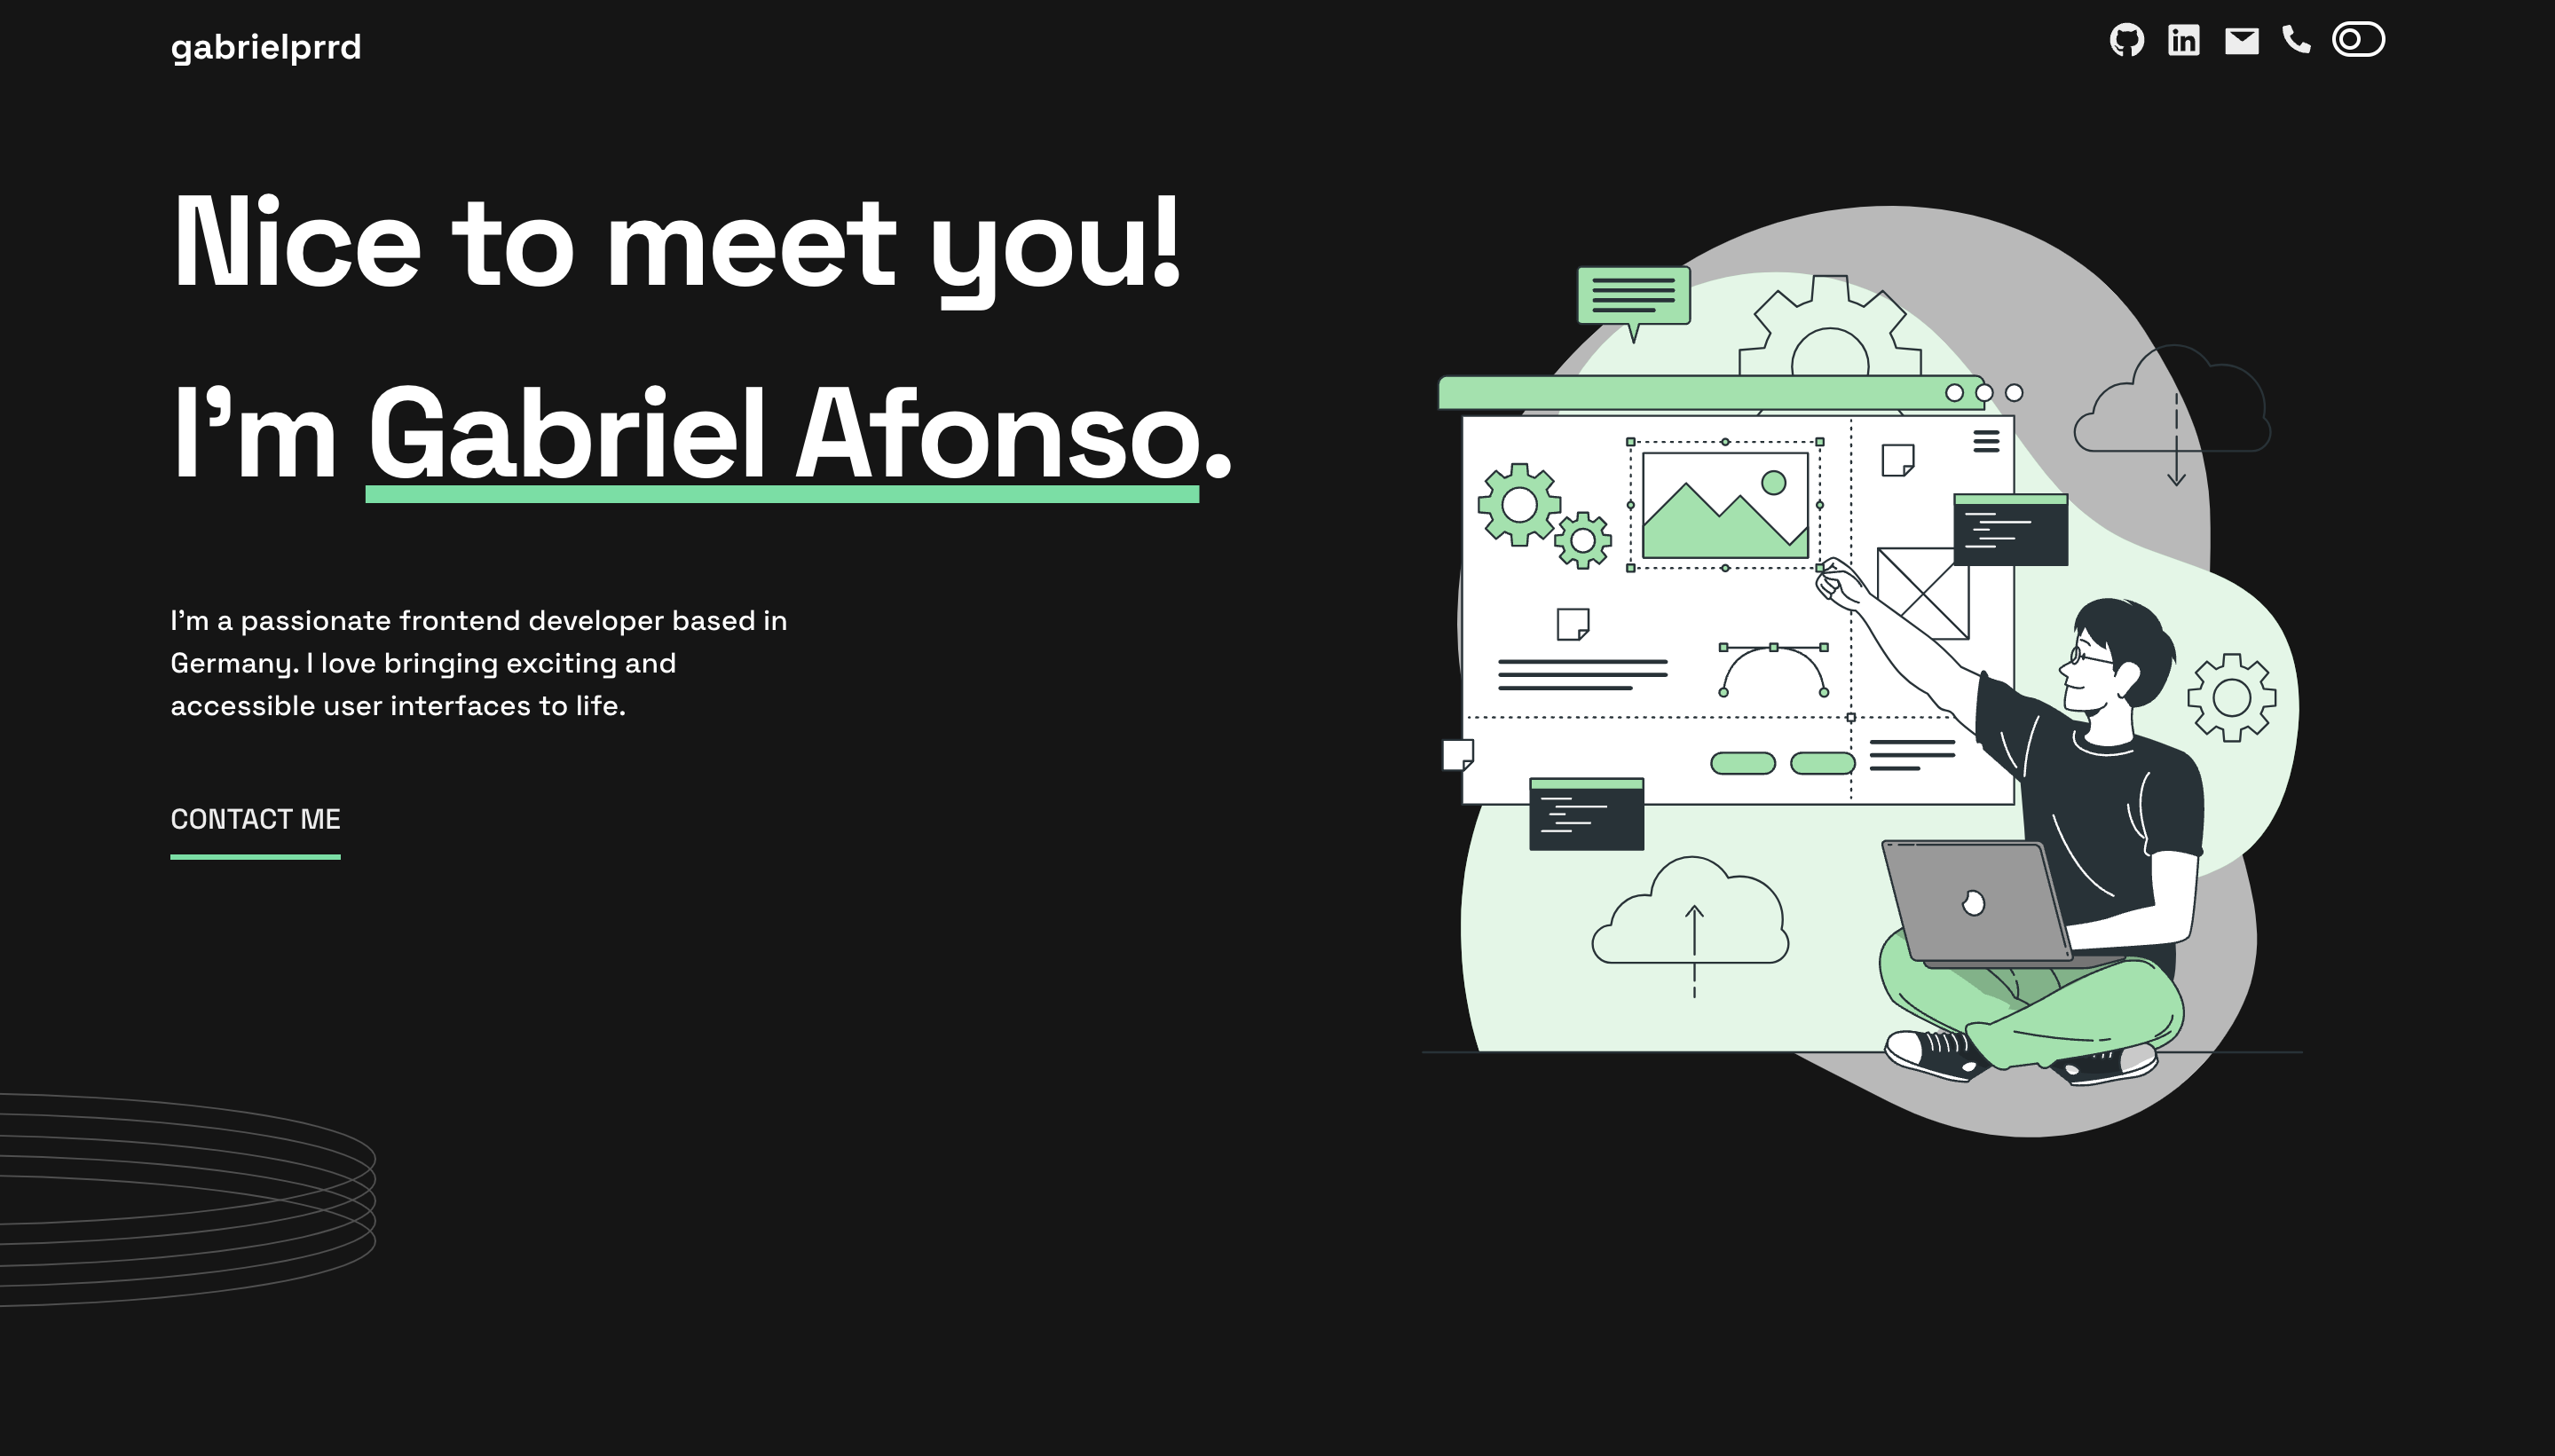 gabrielprrd
Nice to meet you!
I’m Gabriel Afonso.
I’m a passionate frontend developer based in
Germany. I love bringing exciting and
accessible user interfaces to life.
CONTACT ME